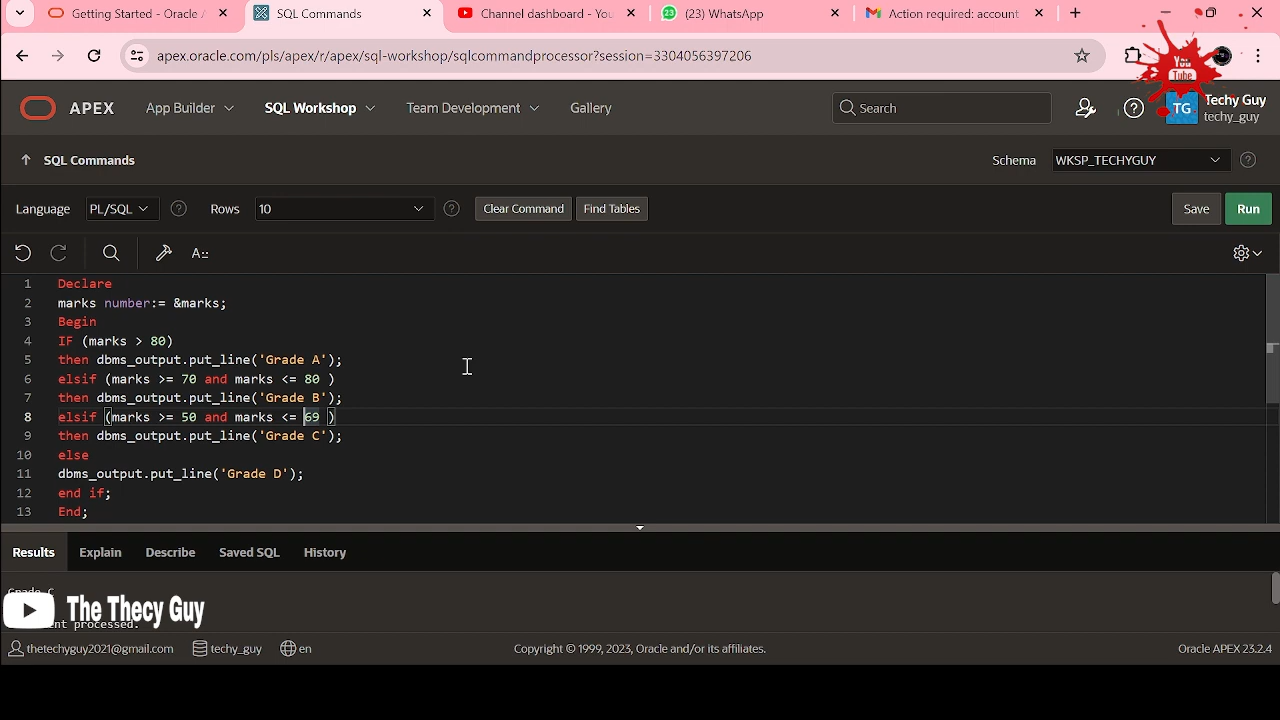 Getting Started - Oracle A
SQL Commands
Channel dashboard - You
(23) WhatsApp
Action required: account
apex.oracle.com/pls/apex/r/apex/sql-workshop/sqlcommandprocessor?session=3304056397206
You
Tube
APEX
App Builder
SQL Workshop
Team Development
Gallery
Search
TG
Techy Guy
techy_guy
SQL Commands
Schema
WKSP_TECHYGUY
Language
PL/SQL
Rows
10
Clear Command
Find Tables
Save
Run
1 Declare
2 marks number:= &marks;
3 Begin
4 IF (marks > 80)
5 then dbms_output.put_line('Grade A');
6 elsif (marks >= 70 and marks <= 80 )
7 then dbms_output.put_line('Grade B');
8 elsif (marks >= 50 and marks <= 69 )
9 then dbms_output.put_line('Grade C');
10 else
11 dbms_output.put_line('Grade D');
12 end if;
13 End;
Results
Explain
Describe
Saved SQL
History
Grade C
The Thecy Guy
processed.
thetechyguy2021@gmail.com
techy_guy
en
Copyright © 1999, 2023, Oracle and/or its affiliates.
Oracle APEX 23.2.4